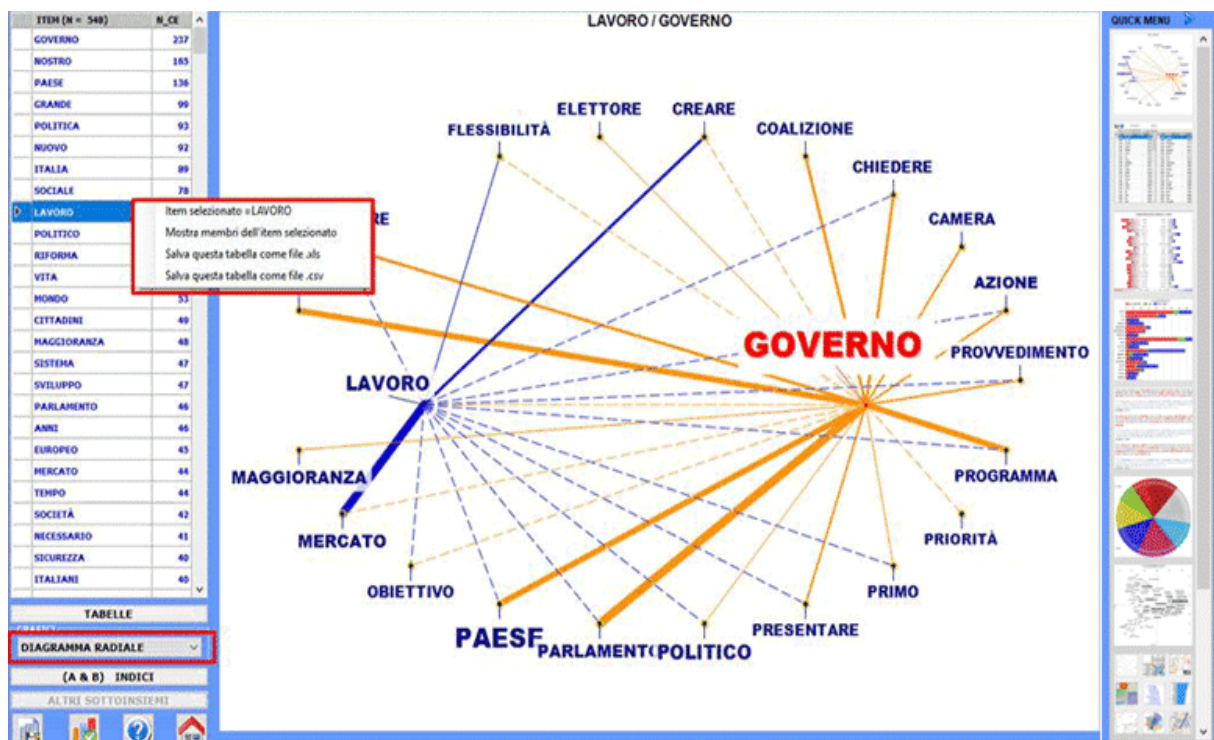 ITEM (N = 548) N_CE
GOVERNO 237
NOSTRO 165
PAESE 136
GRANDE 99
POLITICA 93
NUOVO 92
ITALIA 89
SOCIALE 78
LAVORO
POLITICO
RIFORMA
VITA
MONDO 53
CITTADINI 49
MAGGIORANZA 48
SISTEMA 47
SVILUPPO 47
PARLAMENTO 46
ANNI 46
EUROPEO 45
MERCATO 44
TEMPO 44
SOCIETÀ 42
NECESSARIO 41
SICUREZZA 40
ITALIANI 40
Item selezionato =LAVORO
Mostra membri dell'item selezionato
Salva questa tabella come file .xls
Salva questa tabella come file .csv
TABELLE
GRAFICI
DIAGRAMMA RADIALE
(A & B) INDICI
ALTRI SOTTOINSIEMI
LAVORO / GOVERNO
ELETTORE
CREARE
FLESSIBILITÀ
COALIZIONE
CHIEDERE
RE
CAMERA
AZIONE
GOVERNO
PROVVEDIMENTO
LAVORO
MAGGIORANZA
PROGRAMMA
MERCATO
PRIORITÀ
OBIETTIVO
PRIMO
PAESE
PARLAMENT
POLITICO
PRESENTARE
QUICK MENU